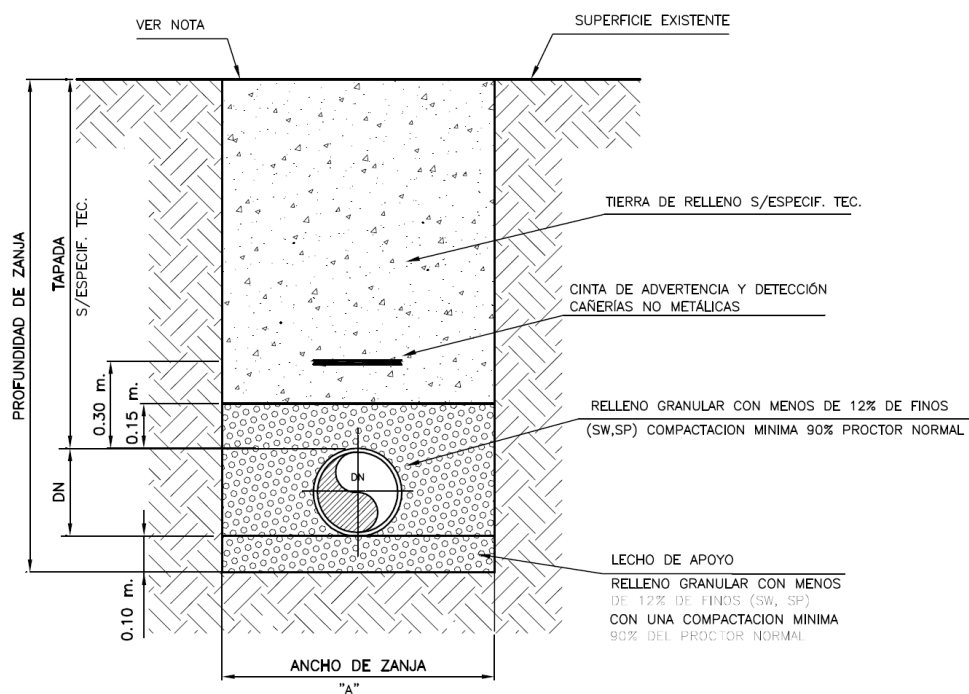 VER NOTA
SUPERFICIE EXISTENTE
PROFUNDIDAD DE ZANJA
TAPADA
S/ESPECIF. TEC.
TIERRA DE RELLENO S/ESPECIF. TEC.
CINTA DE ADVERTENCIA Y DETECCIÓN
CAÑERÍAS NO METÁLICAS
0.30 m.
0.15 m.
RELLENO GRANULAR CON MENOS DE 12% DE FINOS
(SW,SP) COMPACTACION MINIMA 90% PROCTOR NORMAL
DN
DN
LECHO DE APOYO
RELLENO GRANULAR CON MENOS
DE 12% DE FINOS (SW, SP)
CON UNA COMPACTACION MINIMA
90% DEL PROCTOR NORMAL
0.10 m.
ANCHO DE ZANJA
"A"